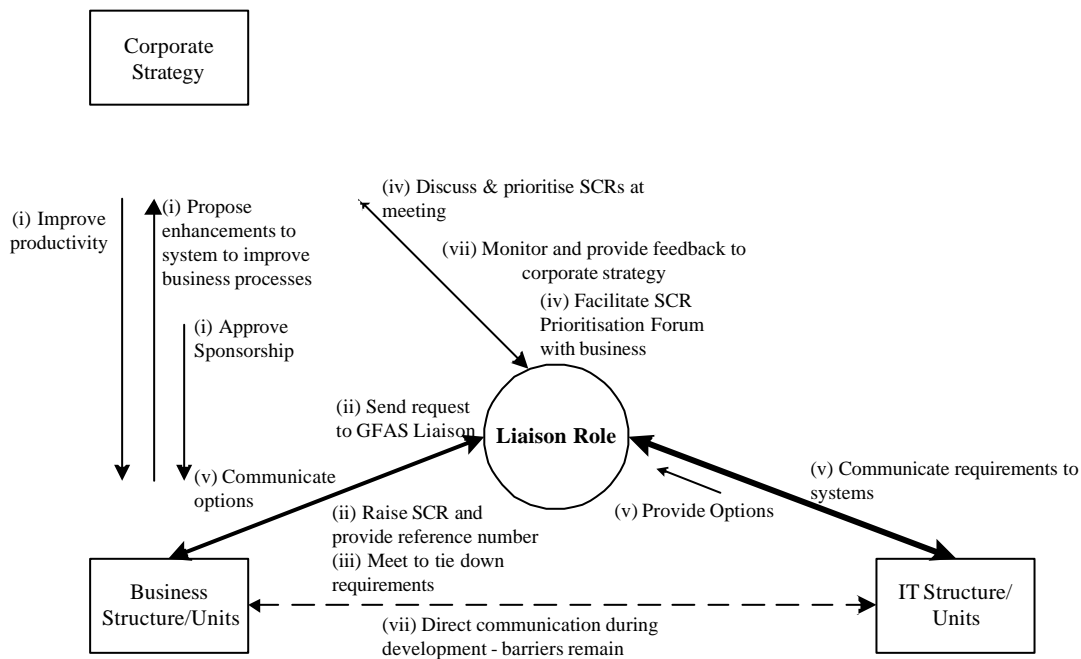 Corporate
Strategy
(iv) Discuss & prioritise SCRs at
meeting
(i) Improve
productivity
(i) Propose
enhancements to
system to improve
business processes
(vii) Monitor and provide feedback to
corporate strategy
(iv) Facilitate SCR
Prioritisation Forum
with business
(i) Approve
Sponsorship
(ii) Send request
to GFAS Liaison
Liaison Role
(v) Communicate
options
(v) Communicate requirements to
systems
(v) Provide Options
(ii) Raise SCR and
provide reference number
(iii) Meet to tie down
requirements
Business
Structure/Units
IT Structure/
Units
(vii) Direct communication during
development - barriers remain